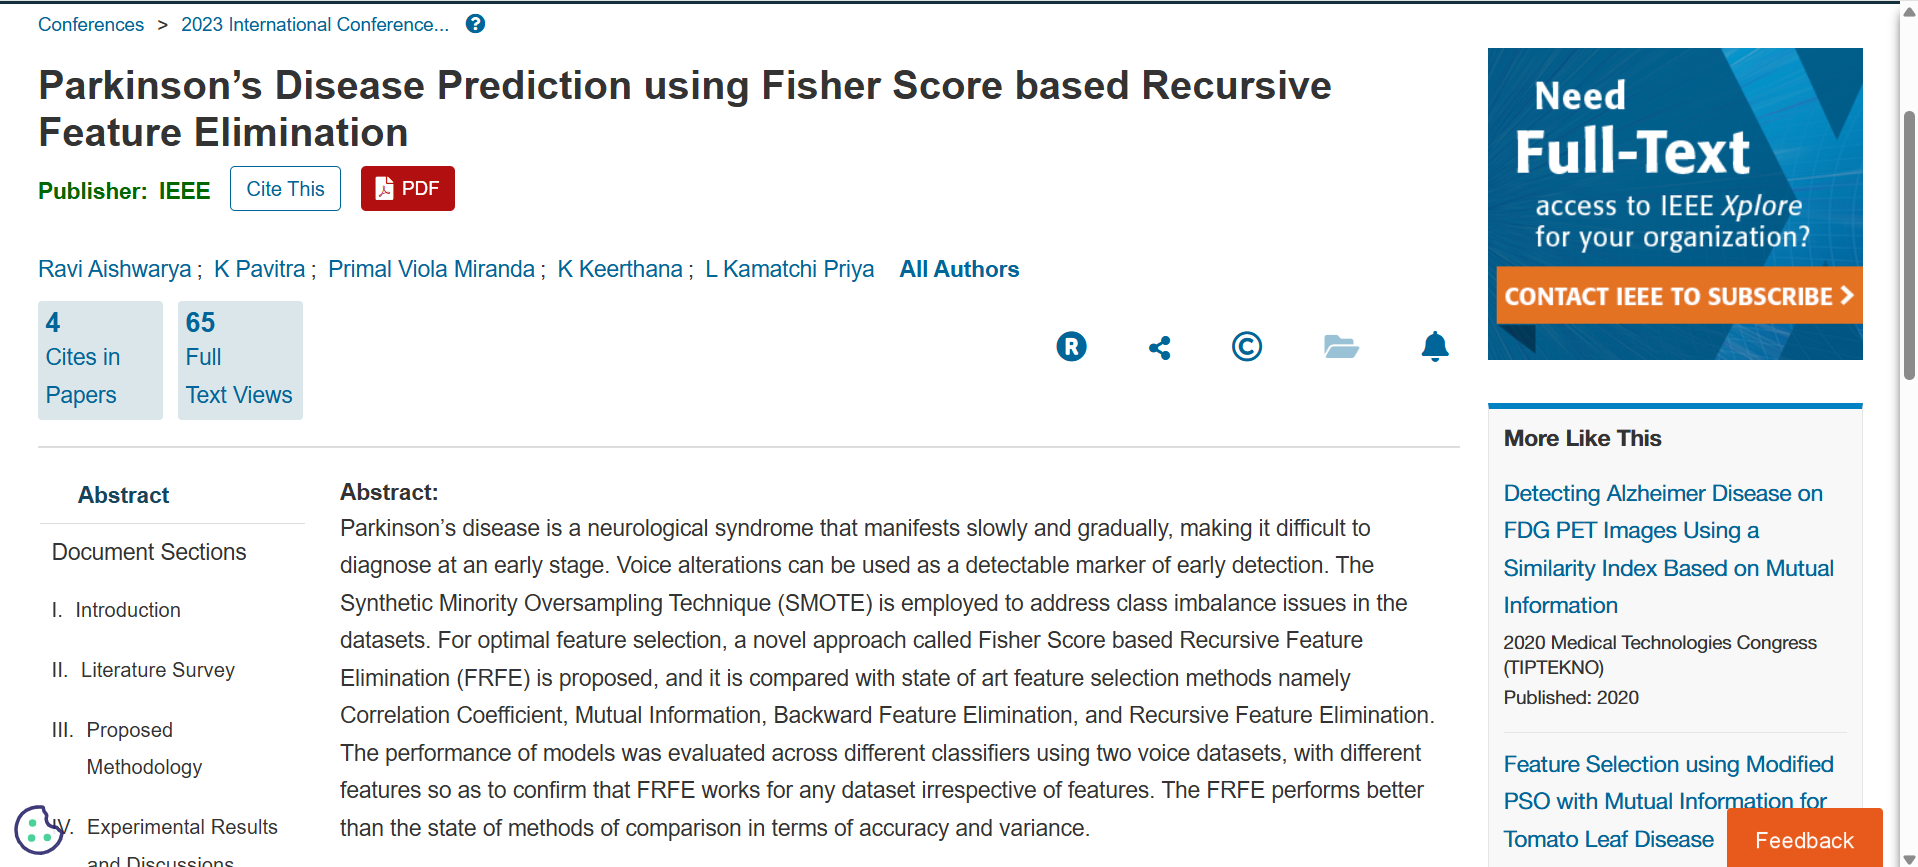 Conferences > 2023 International Conference... ?
Parkinson’s Disease Prediction using Fisher Score based Recursive
Feature Elimination
Publisher: IEEE Cite This PDF
Ravi Aishwarya ; K Pavitra ; Primal Viola Miranda ; K Keerthana ; L Kamatchi Priya All Authors
4
Cites in
Papers
65
Full
Text Views
R ©
Abstract
Document Sections
I. Introduction
II. Literature Survey
III. Proposed
Methodology
IV. Experimental Results
and Discussions
Abstract:
Parkinson’s disease is a neurological syndrome that manifests slowly and gradually, making it difficult to
diagnose at an early stage. Voice alterations can be used as a detectable marker of early detection. The
Synthetic Minority Oversampling Technique (SMOTE) is employed to address class imbalance issues in the
datasets. For optimal feature selection, a novel approach called Fisher Score based Recursive Feature
Elimination (FRFE) is proposed, and it is compared with state of art feature selection methods namely
Correlation Coefficient, Mutual Information, Backward Feature Elimination, and Recursive Feature Elimination.
The performance of models was evaluated across different classifiers using two voice datasets, with different
features so as to confirm that FRFE works for any dataset irrespective of features. The FRFE performs better
than the state of methods of comparison in terms of accuracy and variance.
Need
Full-Text
access to IEEE Xplore
for your organization?
CONTACT IEEE TO SUBSCRIBE >
More Like This
Detecting Alzheimer Disease on
FDG PET Images Using a
Similarity Index Based on Mutual
Information
2020 Medical Technologies Congress
(TIPTEKNO)
Published: 2020
Feature Selection using Modified
PSO with Mutual Information for
Tomato Leaf Disease
Feedback